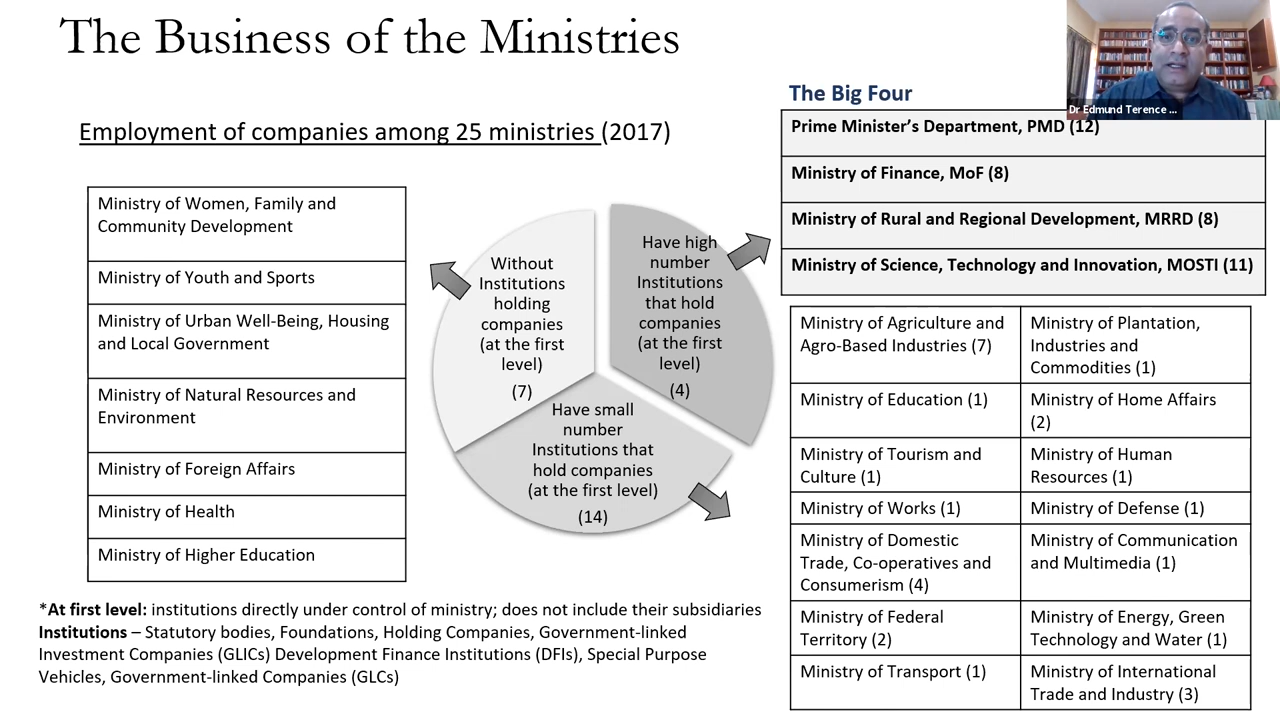 The Business of the Ministries
Dr Edmund Terence ...
Employment of companies among 25 ministries (2017)
Ministry of Women, Family and
Community Development
Ministry of Youth and Sports
Ministry of Urban Well-Being, Housing
and Local Government
Ministry of Natural Resources and
Environment
Ministry of Foreign Affairs
Ministry of Health
Ministry of Higher Education
Without
Institutions
holding
companies
(at the first
level)
(7)
Have high
number
Institutions
that hold
companies
(at the first
level)
(4)
Have small
number
Institutions that
hold companies
(at the first level)
(14)
The Big Four
Prime Minister's Department, PMD (12)
Ministry of Finance, MoF (8)
Ministry of Rural and Regional Development, MRRD (8)
Ministry of Science, Technology and Innovation, MOSTI (11)
Ministry of Agriculture and
Agro-Based Industries (7)
Ministry of Plantation,
Industries and
Commodities (1)
Ministry of Education (1)
Ministry of Home Affairs
(2)
Ministry of Tourism and
Culture (1)
Ministry of Human
Resources (1)
Ministry of Works (1)
Ministry of Defense (1)
Ministry of Domestic
Trade, Co-operatives and
Consumerism (4)
Ministry of Communication
and Multimedia (1)
Ministry of Federal
Territory (2)
Ministry of Energy, Green
Technology and Water (1)
Ministry of Transport (1)
Ministry of International
Trade and Industry (3)
*At first level: institutions directly under control of ministry; does not include their subsidiaries
Institutions – Statutory bodies, Foundations, Holding Companies, Government-linked
Investment Companies (GLICs) Development Finance Institutions (DFIs), Special Purpose
Vehicles, Government-linked Companies (GLCs)